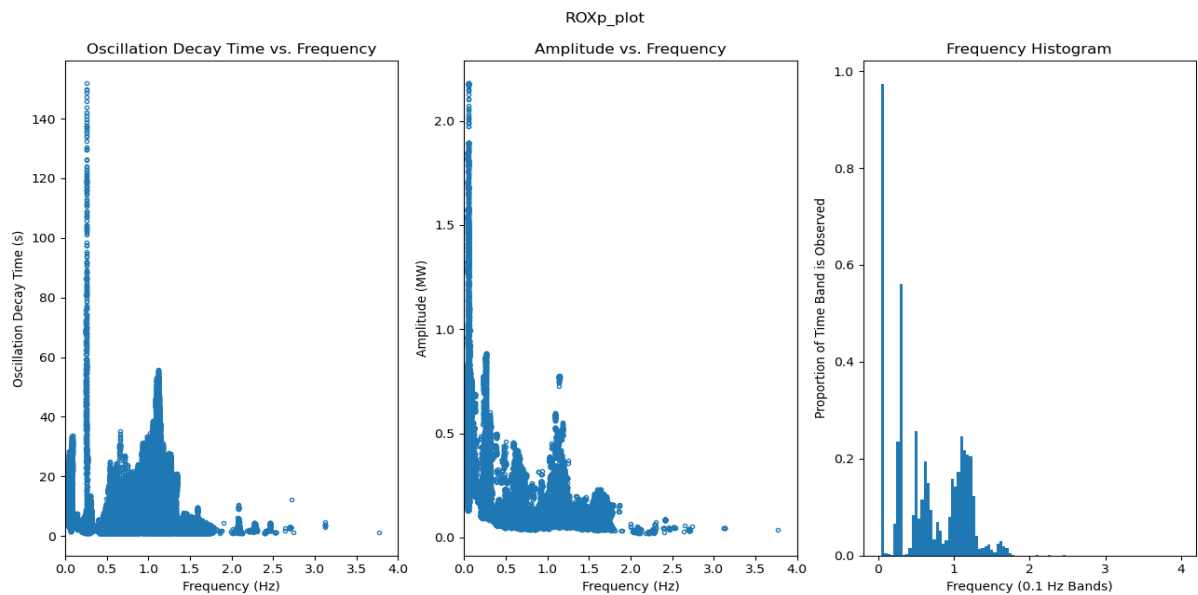 ROXp_plot
Oscillation Decay Time vs. Frequency
Oscillation Decay Time (s)
140
120
100
80
60
40
20
0
0.0 0.5 1.0 1.5 2.0 2.5 3.0 3.5 4.0
Frequency (Hz)
Amplitude vs. Frequency
Amplitude (MW)
2.0
1.5
1.0
0.5
0.0
0.0 0.5 1.0 1.5 2.0 2.5 3.0 3.5 4.0
Frequency (Hz)
Frequency Histogram
Proportion of Time Band is Observed
1.0
0.8
0.6
0.4
0.2
0.0
0 1 2 3 4
Frequency (0.1 Hz Bands)